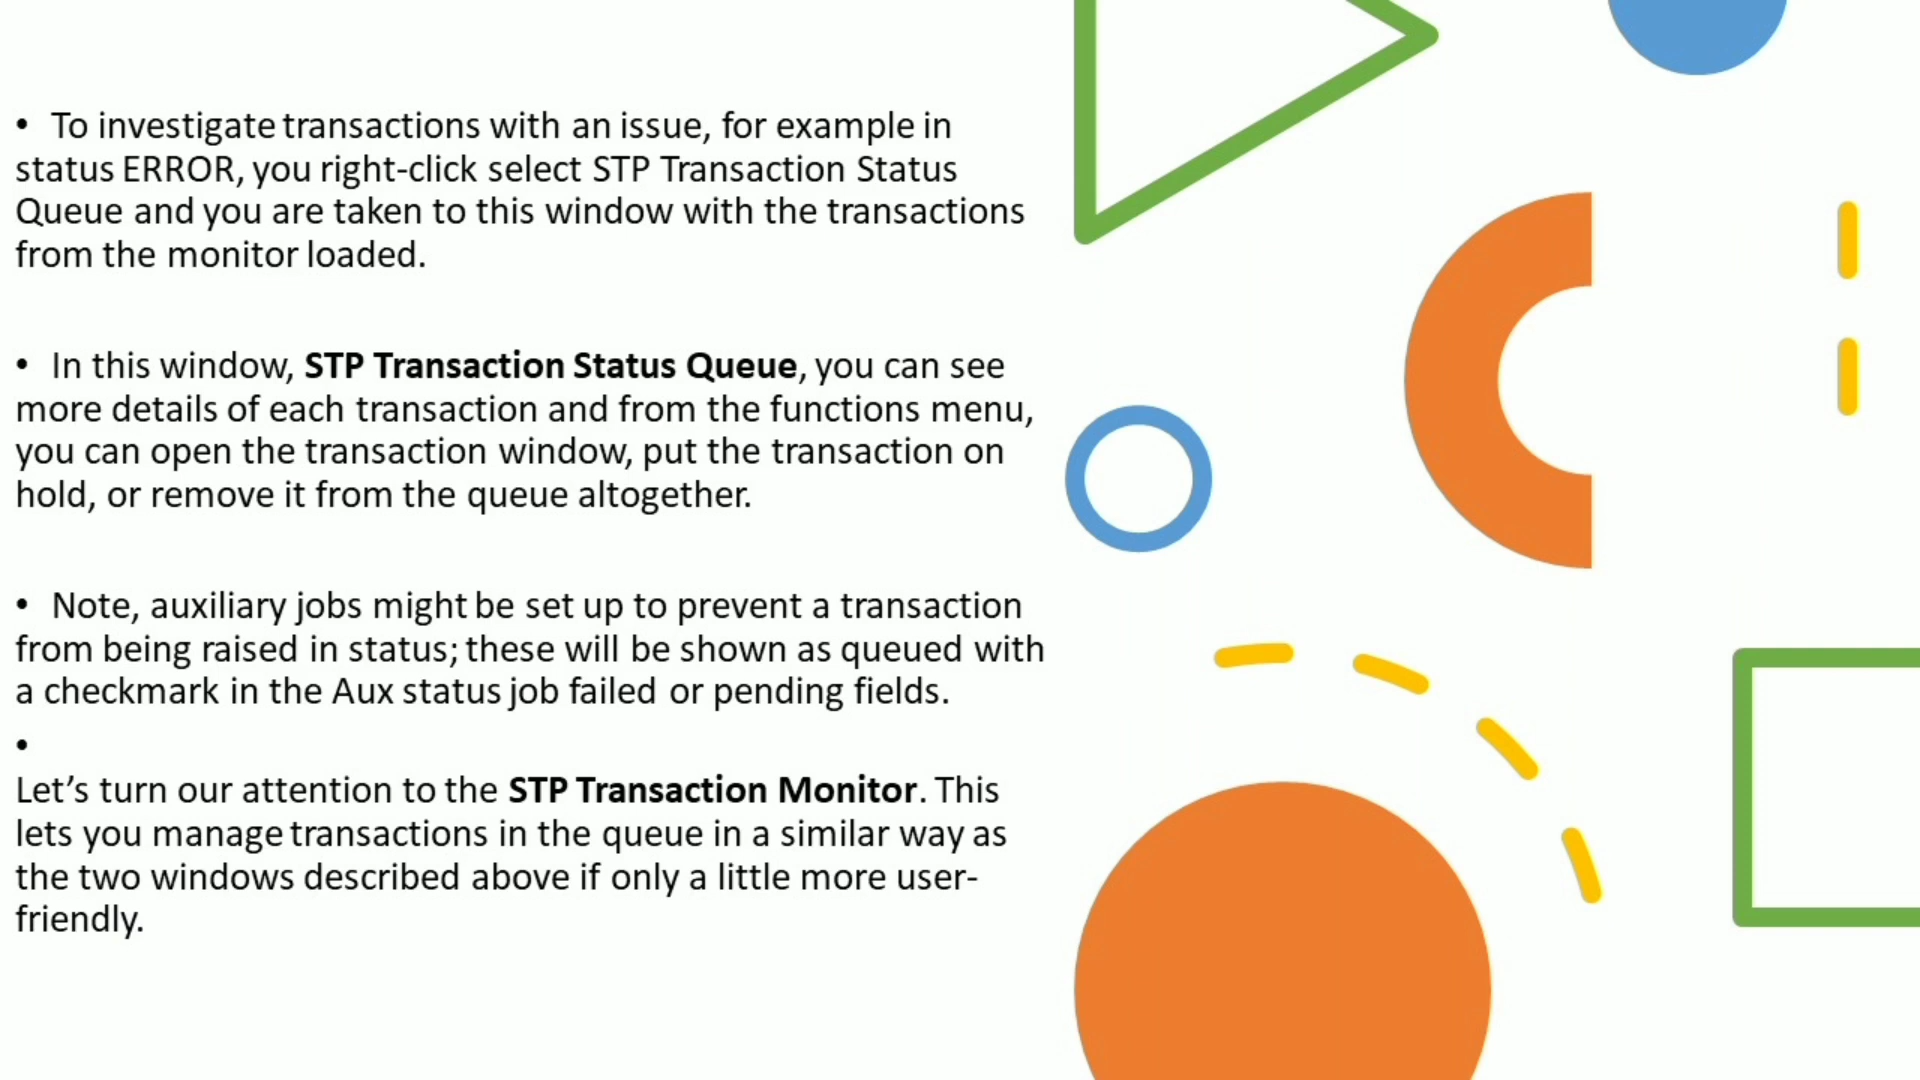 • To investigate transactions with an issue, for example in
status ERROR, you right-click select STP Transaction Status
Queue and you are taken to this window with the transactions
from the monitor loaded.
• In this window, STP Transaction Status Queue, you can see
more details of each transaction and from the functions menu,
you can open the transaction window, put the transaction on
hold, or remove it from the queue altogether.
• Note, auxiliary jobs might be set up to prevent a transaction
from being raised in status; these will be shown as queued with
a checkmark in the Aux status job failed or pending fields.
•
Let’s turn our attention to the STP Transaction Monitor. This
lets you manage transactions in the queue in a similar way as
the two windows described above if only a little more user-
friendly.